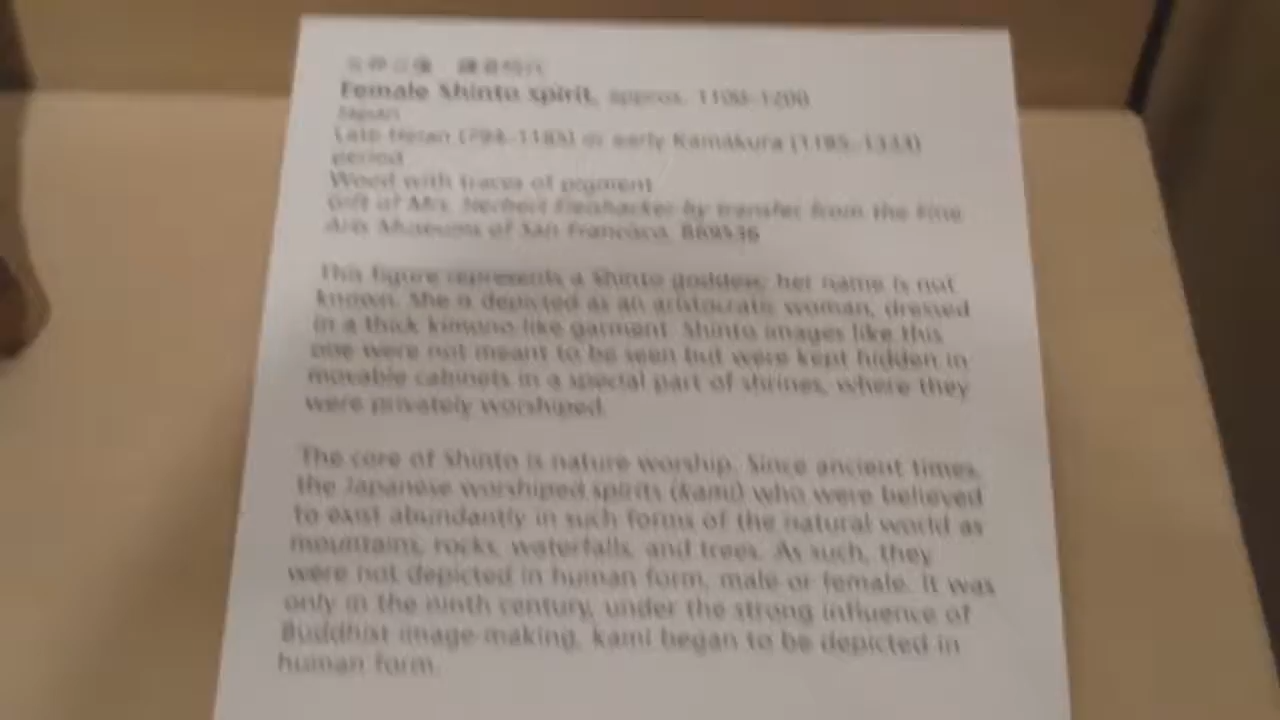 Female Shinto spirit, approx. 1100-1200
Japan
Late Heian (794-1185) or early Kamakura (1185-1333)
period
Wood with traces of pigment
Gift of Mrs. Herbert by transfer from the Fine
Arts Museums of San Francisco,
This figure represents a Shinto goddess; her name is not
known. She is depicted as an aristocratic woman, dressed
in a thick kimono-like garment. Shinto images like this
one were not meant to be seen but were kept hidden in
movable cabinets in a special part of shrines, where they
were privately worshiped.
The core of Shinto is nature worship. Since ancient times,
the Japanese worshiped spirits (kami) who were believed
to exist abundantly in such forms of the natural world as
mountains, rocks, waterfalls, and trees. As such, they
were not depicted in human form, male or female. It was
only in the ninth century, under the strong influence of
Buddhist image-making, kami began to be depicted in
human form.